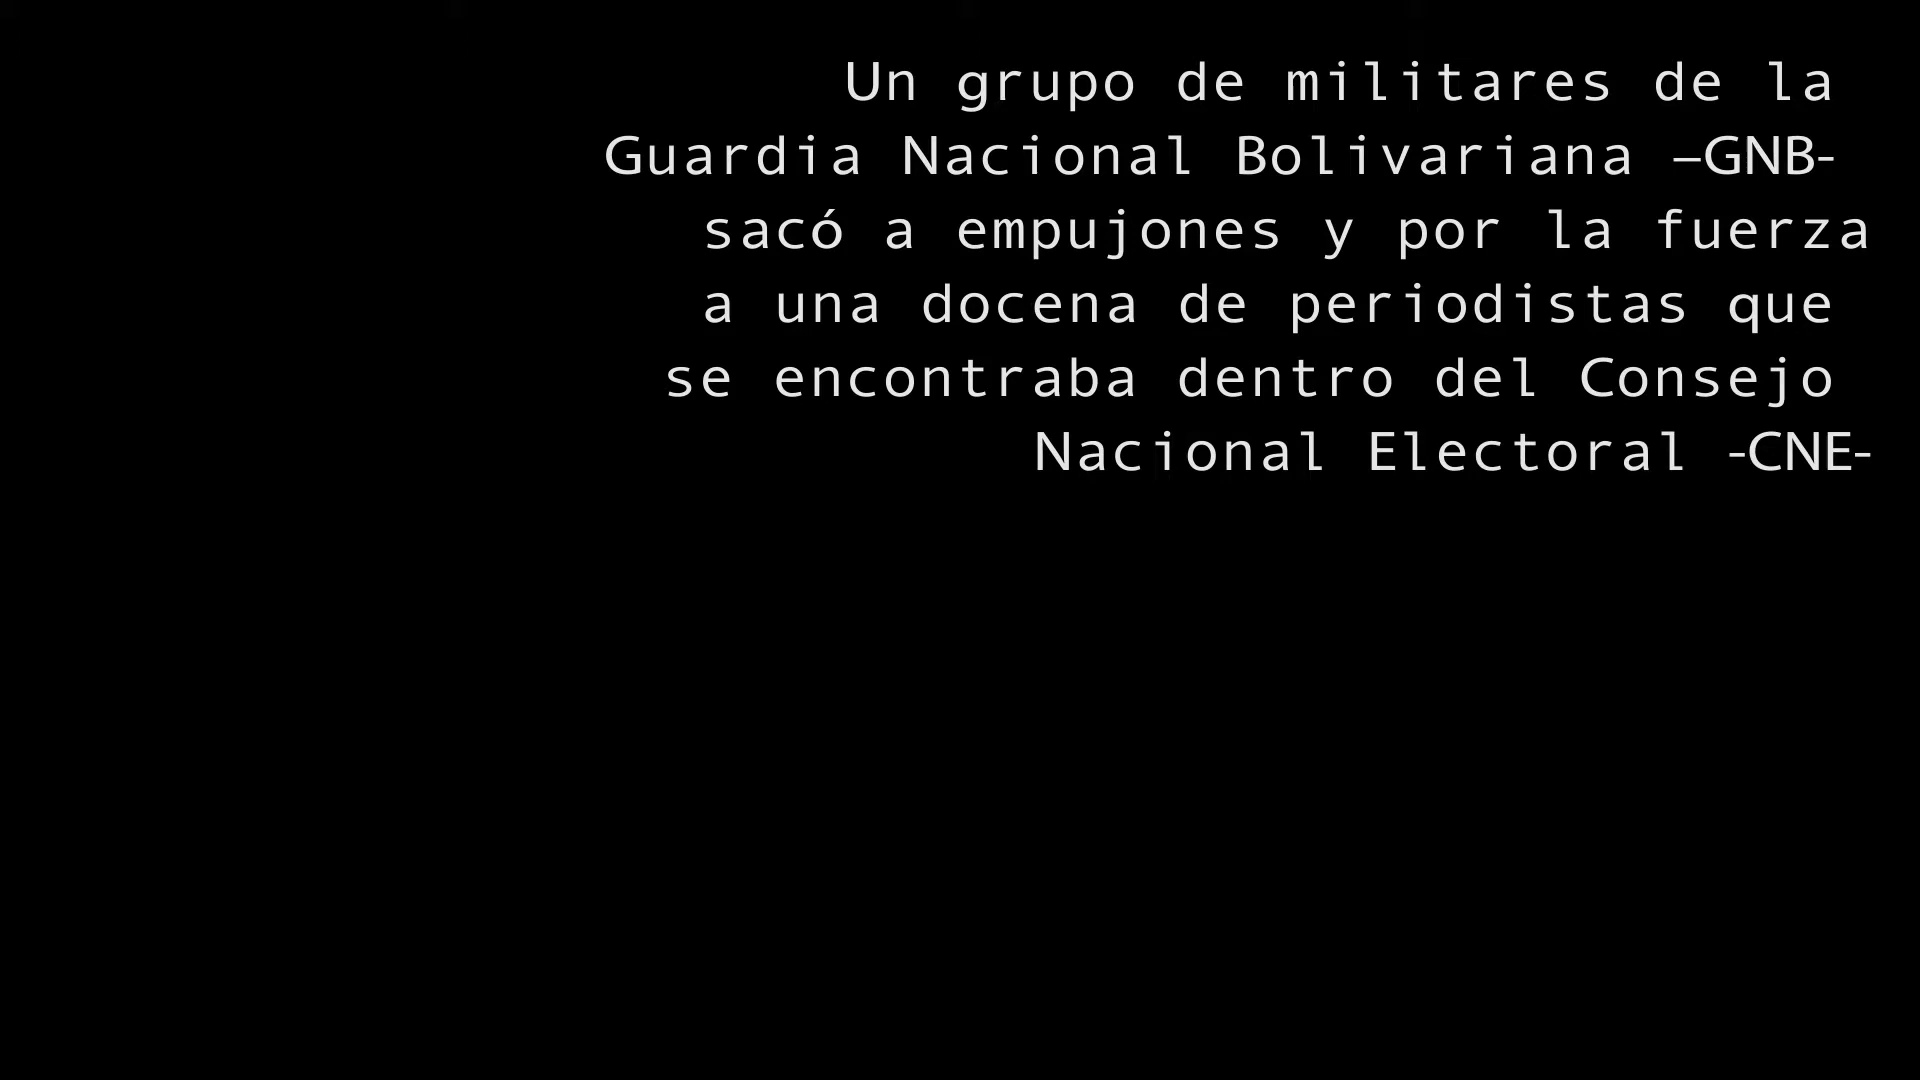 Un grupo de militares de la
Guardia Nacional Bolivariana –GNB-
sacó a empujones y por la fuerza
a una docena de periodistas que
se encontraba dentro del Consejo
Nacional Electoral -CNE-